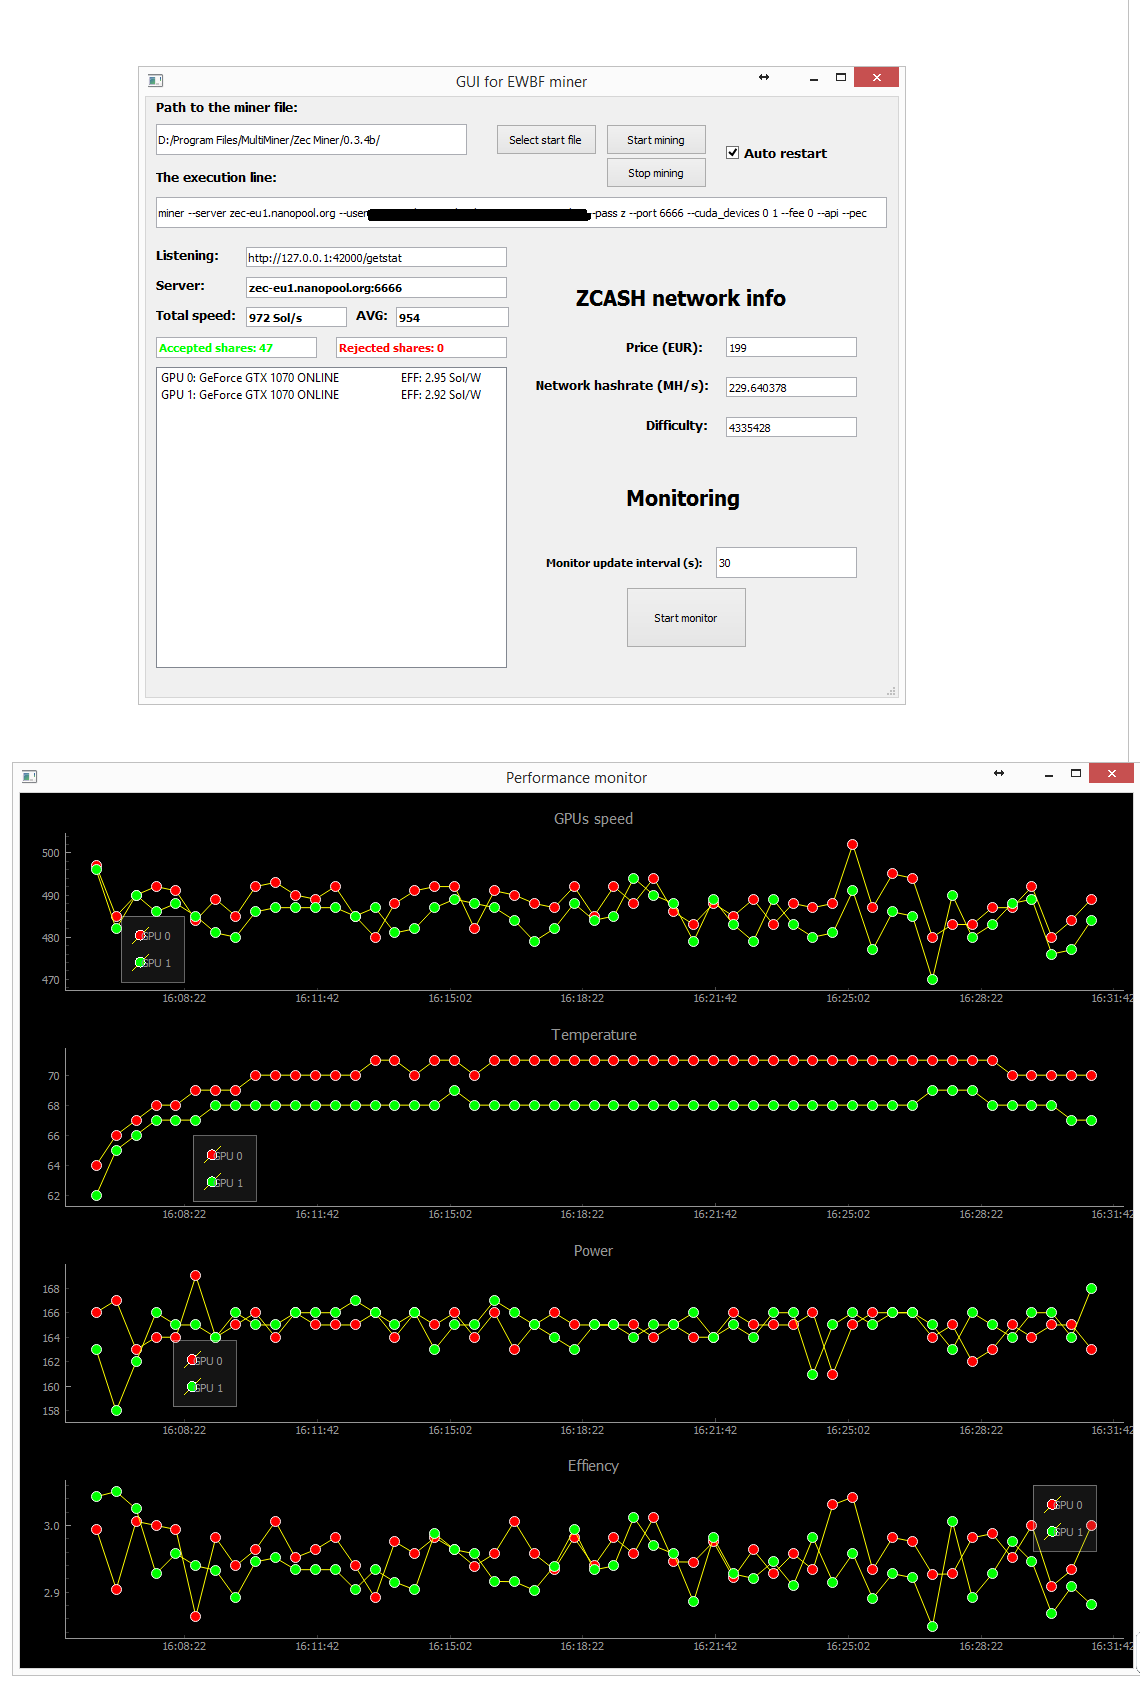 GUI for EWBF miner
Path to the miner file:
D:/Program Files/MultiMiner/Zec Miner/0.3.4b/
Select start file
Start mining
Auto restart
Stop mining
The execution line:
miner --server zec-eu1.nanopool.org --user --pass z --port 6666 --cuda_devices 0 1 --fee 0 --api --pec
Listening: http://127.0.0.1:42000/getstat
Server: zec-eu1.nanopool.org:6666
Total speed: 972 Sol/s AVG: 954
Accepted shares: 47 Rejected shares: 0
GPU 0: GeForce GTX 1070 ONLINE EFF: 2.95 Sol/W
GPU 1: GeForce GTX 1070 ONLINE EFF: 2.92 Sol/W
ZCASH network info
Price (EUR): 199
Network hashrate (MH/s): 229.640378
Difficulty: 4335428
Monitoring
Monitor update interval (s): 30
Start monitor
Performance monitor
GPUs speed
500
490
480
470
GPU 0
GPU 1
16:08:22 16:11:42 16:15:02 16:18:22 16:21:42 16:25:02 16:28:22 16:31:42
Temperature
70
68
66
64
62
GPU 0
GPU 1
16:08:22 16:11:42 16:15:02 16:18:22 16:21:42 16:25:02 16:28:22 16:31:42
Power
168
166
164
162
160
158
GPU 0
GPU 1
16:08:22 16:11:42 16:15:02 16:18:22 16:21:42 16:25:02 16:28:22 16:31:42
Effiency
3.0
2.9
GPU 0
GPU 1
16:08:22 16:11:42 16:15:02 16:18:22 16:21:42 16:25:02 16:28:22 16:31:42